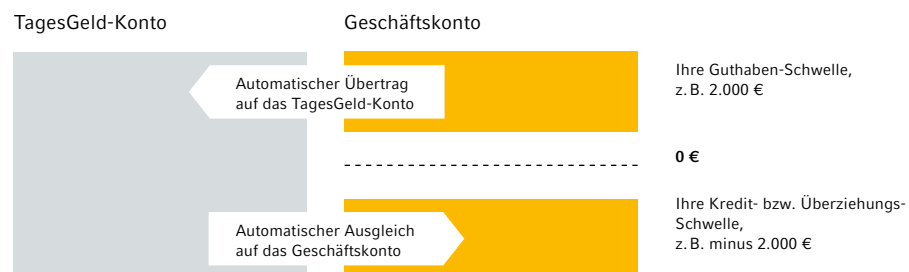 TagesGeld-Konto
Geschäftskonto
Automatischer Übertrag
auf das TagesGeld-Konto
Ihre Guthaben-Schwelle,
z. B. 2.000 €
0 €
Automatischer Ausgleich
auf das Geschäftskonto
Ihre Kredit- bzw. Überziehungs-
Schwelle,
z. B. minus 2.000 €